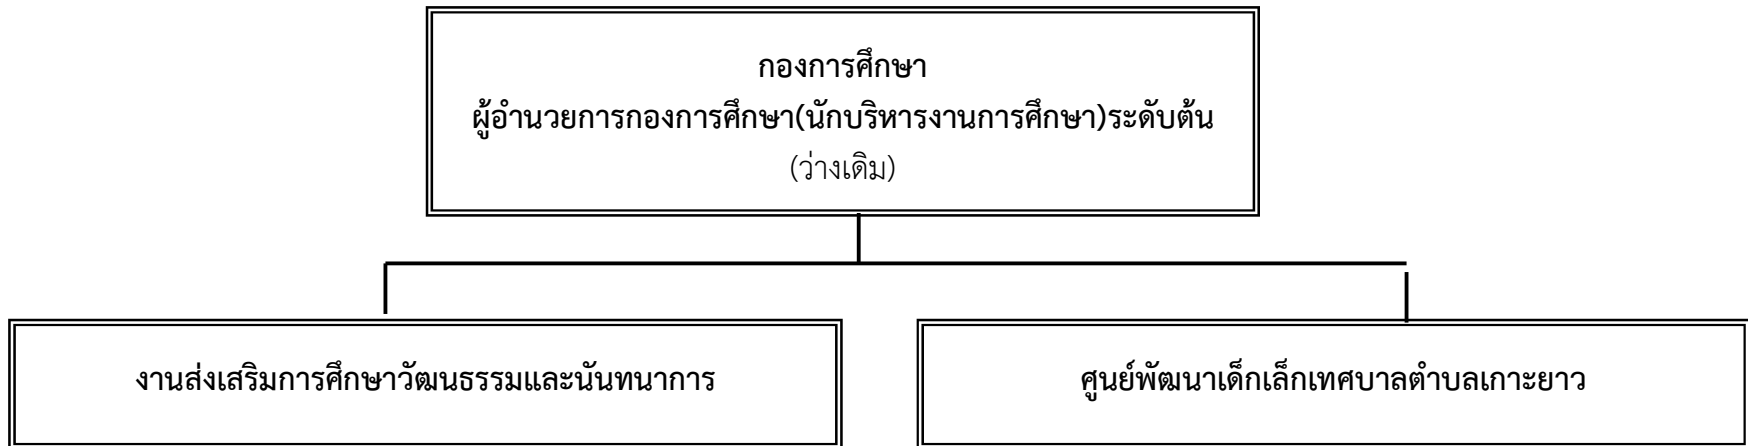 กองการศึกษา
ผู้อำนวยการกองการศึกษา(นักบริหารงานการศึกษา)ระดับต้น
(ว่างเดิม)
งานส่งเสริมการศึกษาวัฒนธรรมและนันทนาการ
ศูนย์พัฒนาเด็กเล็กเทศบาลตำบลเกาะยาว